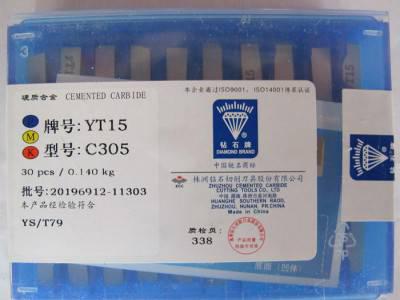 3
YT15
本企业通过ISO9001、ISO14001体系认证
硬质合金 CEMENTED CARBIDE
M 牌号:YT15
K 型号:C305
30 pcs / 0.140 kg
批号:20196912-11303
本产品经检验符合
YS/T79
钻石牌
DIAMOND BRAND
中国驰名商标
株洲钻石切削刀具股份有限公司
ZHUZHOU CEMENTED CARBIDE
CUTTING TOOLS CO., LTD
HUANGHE SOUTHERN RAOD,
ZHUZHOU, HUNAN, PR.CHINA
MADE IN CHINA
质检员
338